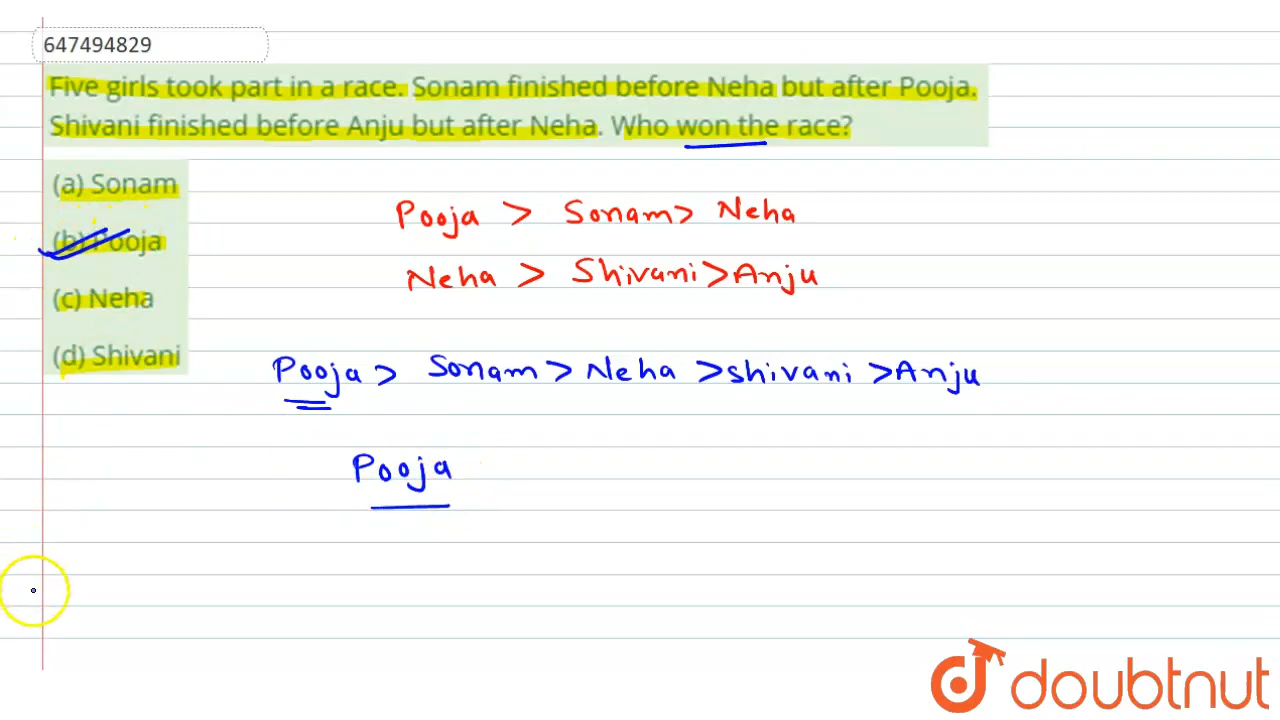 647494829
Five girls took part in a race. Sonam finished before Neha but after Pooja.
Shivani finished before Anju but after Neha. Who won the race?
(a) Sonam
(b) Pooja
(c) Neha
(d) Shivani
Pooja > Sonam > Neha
Neha > Shivani > Anju
Pooja > Sonam > Neha > shivani > Anju
Pooja
doubtnut